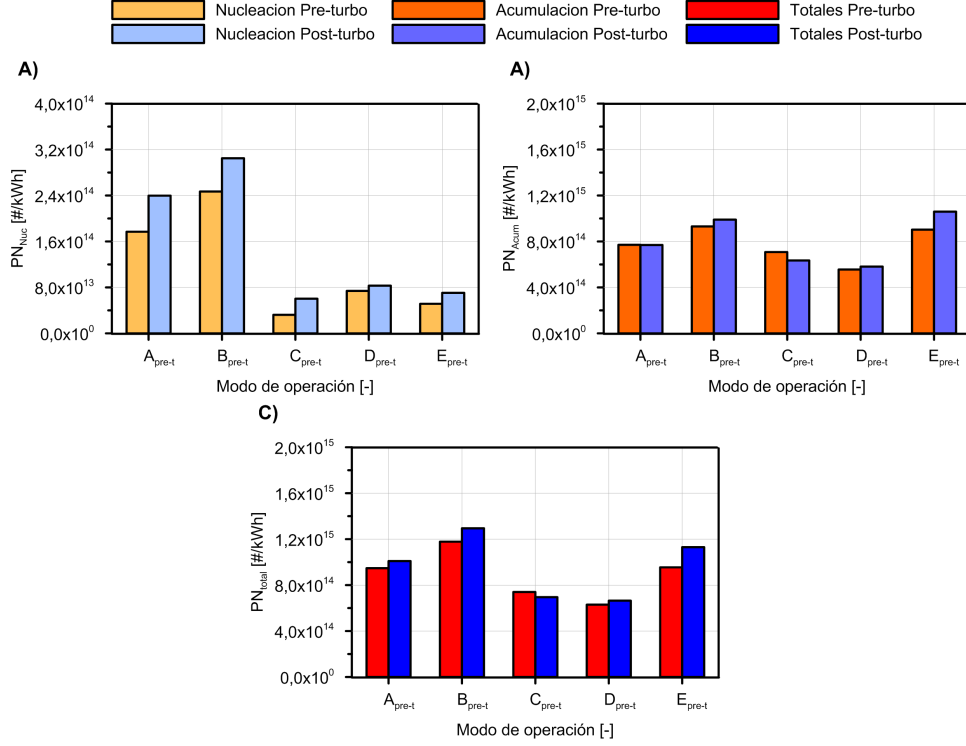 Nucleacion Pre-turbo Acumulacion Pre-turbo Totales Pre-turbo
Nucleacion Post-turbo Acumulacion Post-turbo Totales Post-turbo
A)
4,0x10^14
3,2x10^14
2,4x10^14
1,6x10^14
8,0x10^13
0,0x10^0
PN_Nuc [#/kWh]
A_pre-t B_pre-t C_pre-t D_pre-t E_pre-t
Modo de operación [-]
A)
2,0x10^15
1,6x10^15
1,2x10^15
8,0x10^14
4,0x10^14
0,0x10^0
PN_Acum [#/kWh]
A_pre-t B_pre-t C_pre-t D_pre-t E_pre-t
Modo de operación [-]
C)
2,0x10^15
1,6x10^15
1,2x10^15
8,0x10^14
4,0x10^14
0,0x10^0
PN_total [#/kWh]
A_pre-t B_pre-t C_pre-t D_pre-t E_pre-t
Modo de operación [-]